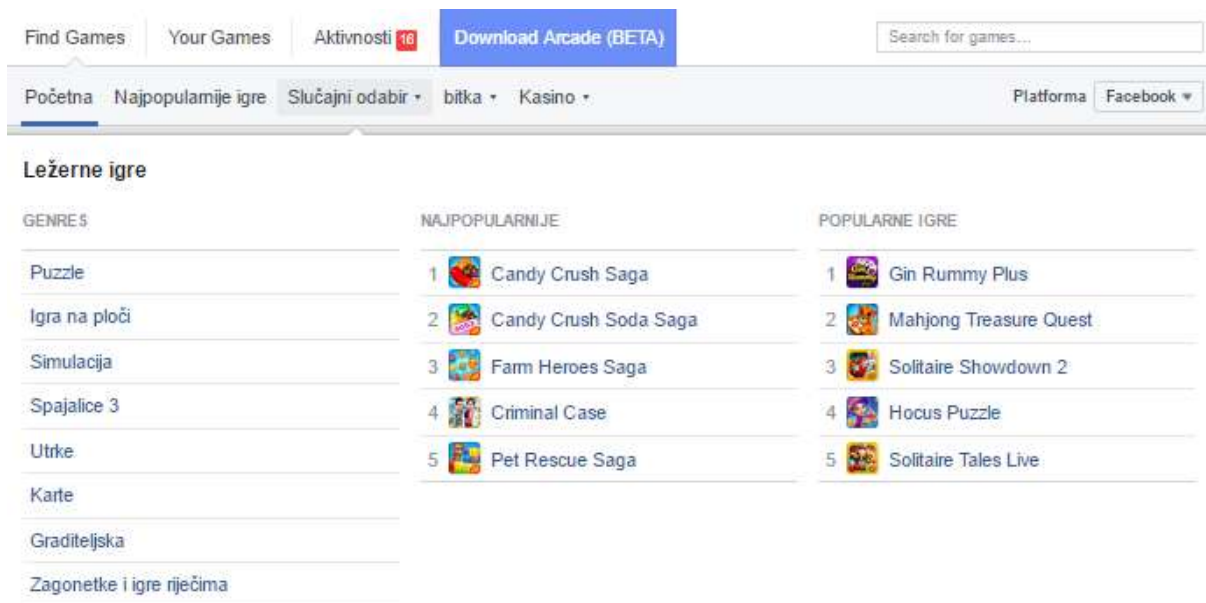 Find Games Your Games Aktivnosti 16 Download Arcade (BETA) Search for games...
Početna Najpopularnije igre Slučajni odabir bitka Kasino Platforma Facebook
Ležerne igre
GENRES
Puzzle
Igra na ploči
Simulacija
Spajalice 3
Utrke
Karte
Graditeljska
Zagonetke i igre riječima
NAJPOPULARNIJE
1 Candy Crush Saga
2 Candy Crush Soda Saga
3 Farm Heroes Saga
4 Criminal Case
5 Pet Rescue Saga
POPULARNE IGRE
1 Gin Rummy Plus
2 Mahjong Treasure Quest
3 Solitaire Showdown 2
4 Hocus Puzzle
5 Solitaire Tales Live